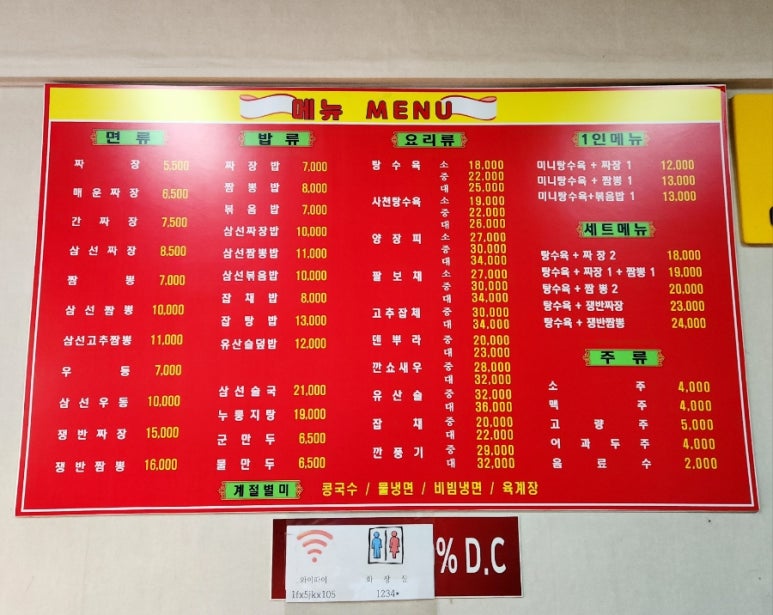 메뉴 MENU
면 류
짜 장 5,500
매운짜장 6,500
간 짜 장 7,500
삼선짜장 8,500
짬 뽕 7,000
삼선짬뽕 10,000
삼선고추짬뽕 11,000
우 동 7,000
삼선우동 10,000
쟁반짜장 15,000
쟁반짬뽕 16,000
밥 류
짜 장 밥 7,000
짬 뽕 밥 8,000
볶 음 밥 7,000
삼선짜장밥 10,000
삼선짬뽕밥 11,000
삼선볶음밥 10,000
잡 채 밥 8,000
잡 탕 밥 13,000
유산슬덮밥 12,000
삼선술국 21,000
누룽지탕 19,000
군 만 두 6,500
물 만 두 6,500
요리류
탕 수 육 소 18,000
중 22,000
대 25,000
사천탕수육 소 19,000
중 22,000
대 26,000
양 장 피 소 27,000
중 30,000
대 34,000
팔 보 채 소 27,000
중 30,000
대 34,000
고추잡채 중 30,000
대 34,000
덴 뿌 라 중 20,000
대 23,000
깐쇼새우 중 28,000
대 32,000
유 산 슬 중 32,000
대 36,000
잡 채 중 20,000
대 22,000
깐 풍 기 중 29,000
대 32,000
1인메뉴
미니탕수육 + 짜장 1 12,000
미니탕수육 + 짬뽕 1 13,000
미니탕수육+볶음밥 1 13,000
세트메뉴
탕수육 + 짜 장 2 18,000
탕수육 + 짜장 1 + 짬뽕 1 19,000
탕수육 + 짬 뽕 2 20,000
탕수육 + 쟁반짜장 23,000
탕수육 + 쟁반짬뽕 24,000
주 류
소 주 4,000
맥 주 4,000
고 량 주 5,000
이 과 두 주 4,000
음 료 수 2,000
계절별미 콩국수 / 물냉면 / 비빔냉면 / 육계장
% D.C
와이파이
1fx5jkx105
화 장 실
1234*